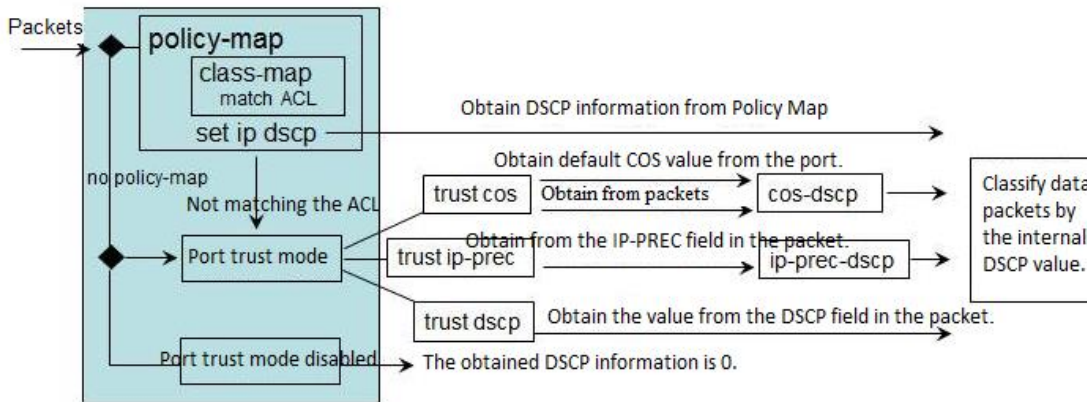 Packets
policy-map
class-map
match ACL
set ip dscp
Obtain DSCP information from Policy Map
no policy-map
Not matching the ACL
Port trust mode
trust cos
Obtain default COS value from the port.
Obtain from packets
cos-dscp
trust ip-prec
Obtain from the IP-PREC field in the packet.
ip-prec-dscp
trust dscp
Obtain the value from the DSCP field in the packet.
Port trust mode disabled
The obtained DSCP information is 0.
Classify data
packets by
the internal
DSCP value.